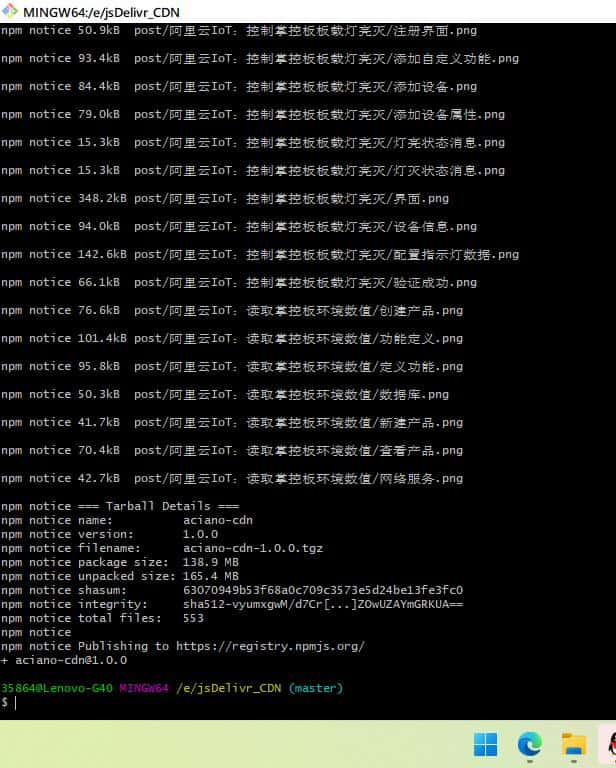 MINGW64:/e/jsDelivr_CDN
npm notice 50.9kB  post/阿里云IoT：控制掌控板板载灯亮灭/注册界面.png
npm notice 93.4kB  post/阿里云IoT：控制掌控板板载灯亮灭/添加自定义功能.png
npm notice 84.4kB  post/阿里云IoT：控制掌控板板载灯亮灭/添加设备.png
npm notice 79.0kB  post/阿里云IoT：控制掌控板板载灯亮灭/添加设备属性.png
npm notice 15.3kB  post/阿里云IoT：控制掌控板板载灯亮灭/灯亮状态消息.png
npm notice 15.3kB  post/阿里云IoT：控制掌控板板载灯亮灭/灯灭状态消息.png
npm notice 348.2kB post/阿里云IoT：控制掌控板板载灯亮灭/界面.png
npm notice 94.0kB  post/阿里云IoT：控制掌控板板载灯亮灭/设备信息.png
npm notice 142.6kB post/阿里云IoT：控制掌控板板载灯亮灭/配置指示灯数据.png
npm notice 66.1kB  post/阿里云IoT：控制掌控板板载灯亮灭/验证成功.png
npm notice 76.6kB  post/阿里云IoT：读取掌控板环境数值/创建产品.png
npm notice 101.4kB post/阿里云IoT：读取掌控板环境数值/功能定义.png
npm notice 95.8kB  post/阿里云IoT：读取掌控板环境数值/定义功能.png
npm notice 50.3kB  post/阿里云IoT：读取掌控板环境数值/数据库.png
npm notice 41.7kB  post/阿里云IoT：读取掌控板环境数值/新建产品.png
npm notice 70.4kB  post/阿里云IoT：读取掌控板环境数值/查看产品.png
npm notice 42.7kB  post/阿里云IoT：读取掌控板环境数值/网络服务.png
npm notice === Tarball Details ===
npm notice name:          aciano-cdn
npm notice version:       1.0.0
npm notice filename:      aciano-cdn-1.0.0.tgz
npm notice package size:  138.9 MB
npm notice unpacked size: 165.4 MB
npm notice shasum:        63070949b53f68a0c709c3573e5d24be13fe3fc0
npm notice integrity:     sha512-vyumxgwM/d7Cr[...]ZOwUZAYmGRKUA==
npm notice total files:   553
npm notice
npm notice Publishing to https://registry.npmjs.org/
+ aciano-cdn@1.0.0
35864@Lenovo-G40 MINGW64 /e/jsDelivr_CDN (master)
$